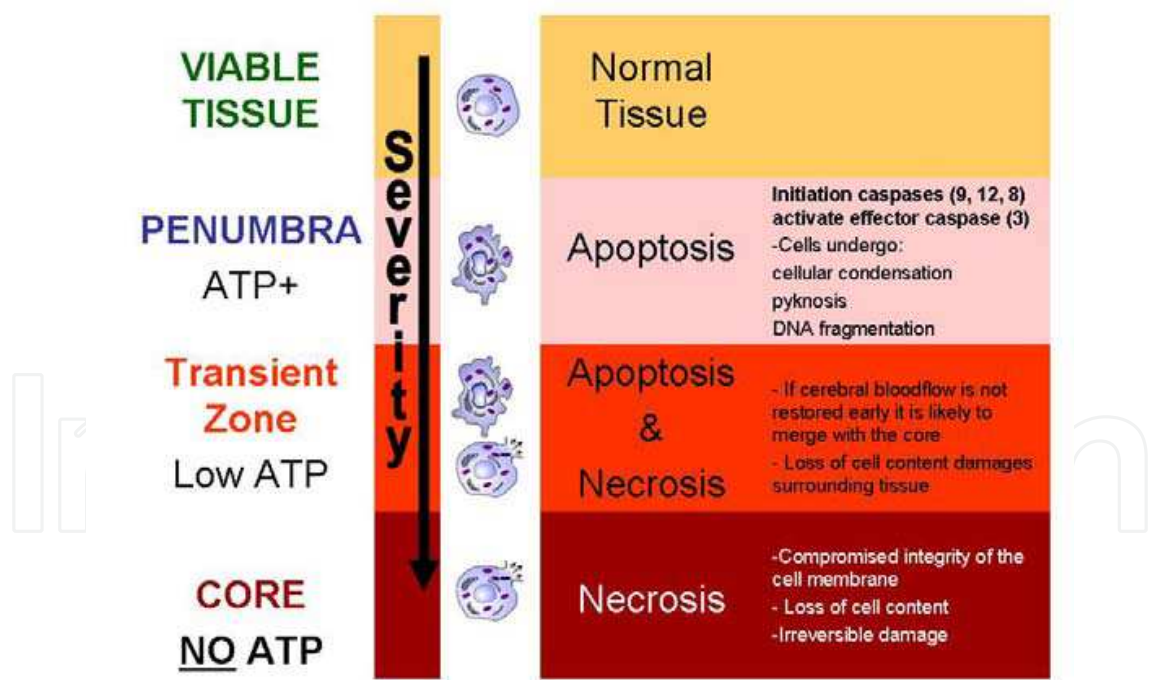 VIABLE
TISSUE
Severity
Normal
Tissue
PENUMBRA
ATP+
Apoptosis
Initiation caspases (9, 12, 8)
activate effector caspase (3)
-Cells undergo:
cellular condensation
pyknosis
DNA fragmentation
Transient
Zone
Low ATP
Apoptosis
&
Necrosis
- If cerebral bloodflow is not
restored early it is likely to
merge with the core
- Loss of cell content damages
surrounding tissue
CORE
NO ATP
Necrosis
-Compromised integrity of the
cell membrane
- Loss of cell content
-Irreversible damage